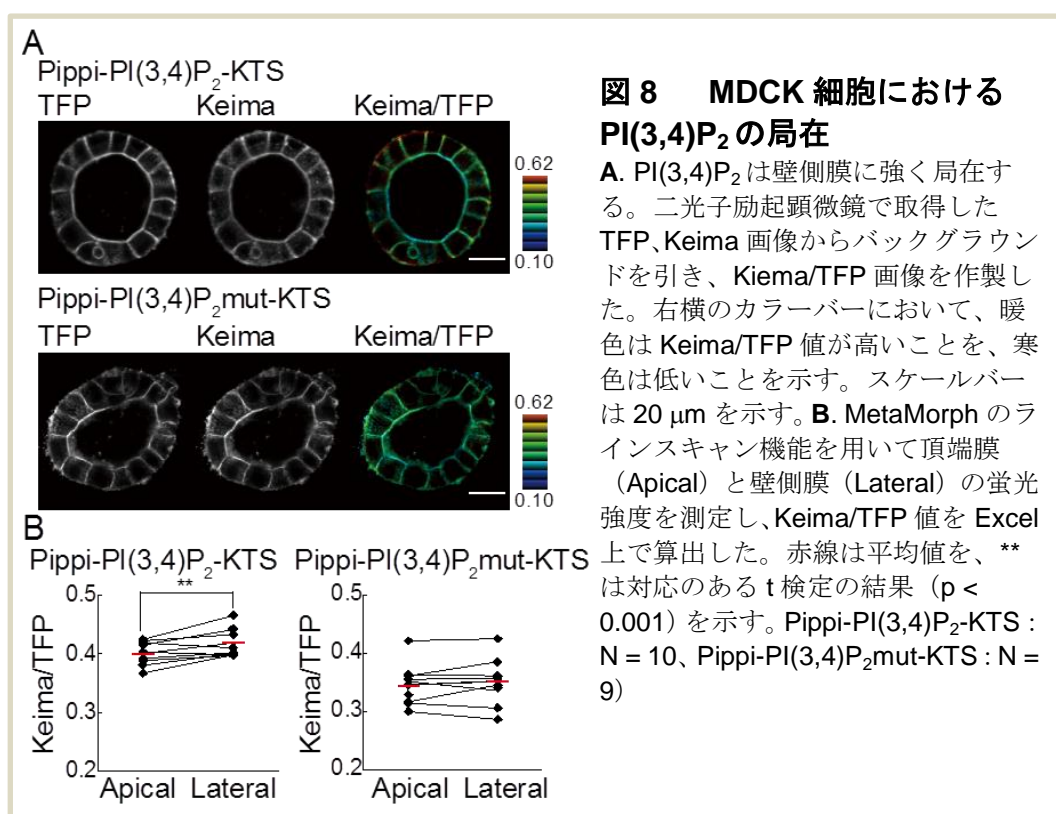 A
Pippi-PI(3,4)P2-KTS
TFP Keima Keima/TFP
0.62
0.10
Pippi-PI(3,4)P2mut-KTS
TFP Keima Keima/TFP
0.62
0.10
B
Pippi-PI(3,4)P2-KTS
**
Keima/TFP
0.5
0.4
0.3
0.2
Apical Lateral
Pippi-PI(3,4)P2mut-KTS
Keima/TFP
0.5
0.4
0.3
0.2
Apical Lateral
図 8 MDCK 細胞における
PI(3,4)P2 の局在
A. PI(3,4)P2 は壁側膜に強く局在す
る。二光子励起顕微鏡で取得した
TFP、Keima 画像からバックグラウン
ドを引き、Kiema/TFP 画像を作製し
た。右横のカラーバーにおいて、暖
色は Keima/TFP 値が高いことを、寒
色は低いことを示す。スケールバー
は 20 μm を示す。B. MetaMorph のラ
インスキャン機能を用いて頂端膜
（Apical）と壁側膜（Lateral）の蛍光
強度を測定し、Keima/TFP 値を Excel
上で算出した。赤線は平均値を、**
は対応のある t 検定の結果（p <
0.001）を示す。Pippi-PI(3,4)P2-KTS :
N = 10、Pippi-PI(3,4)P2mut-KTS : N =
9）